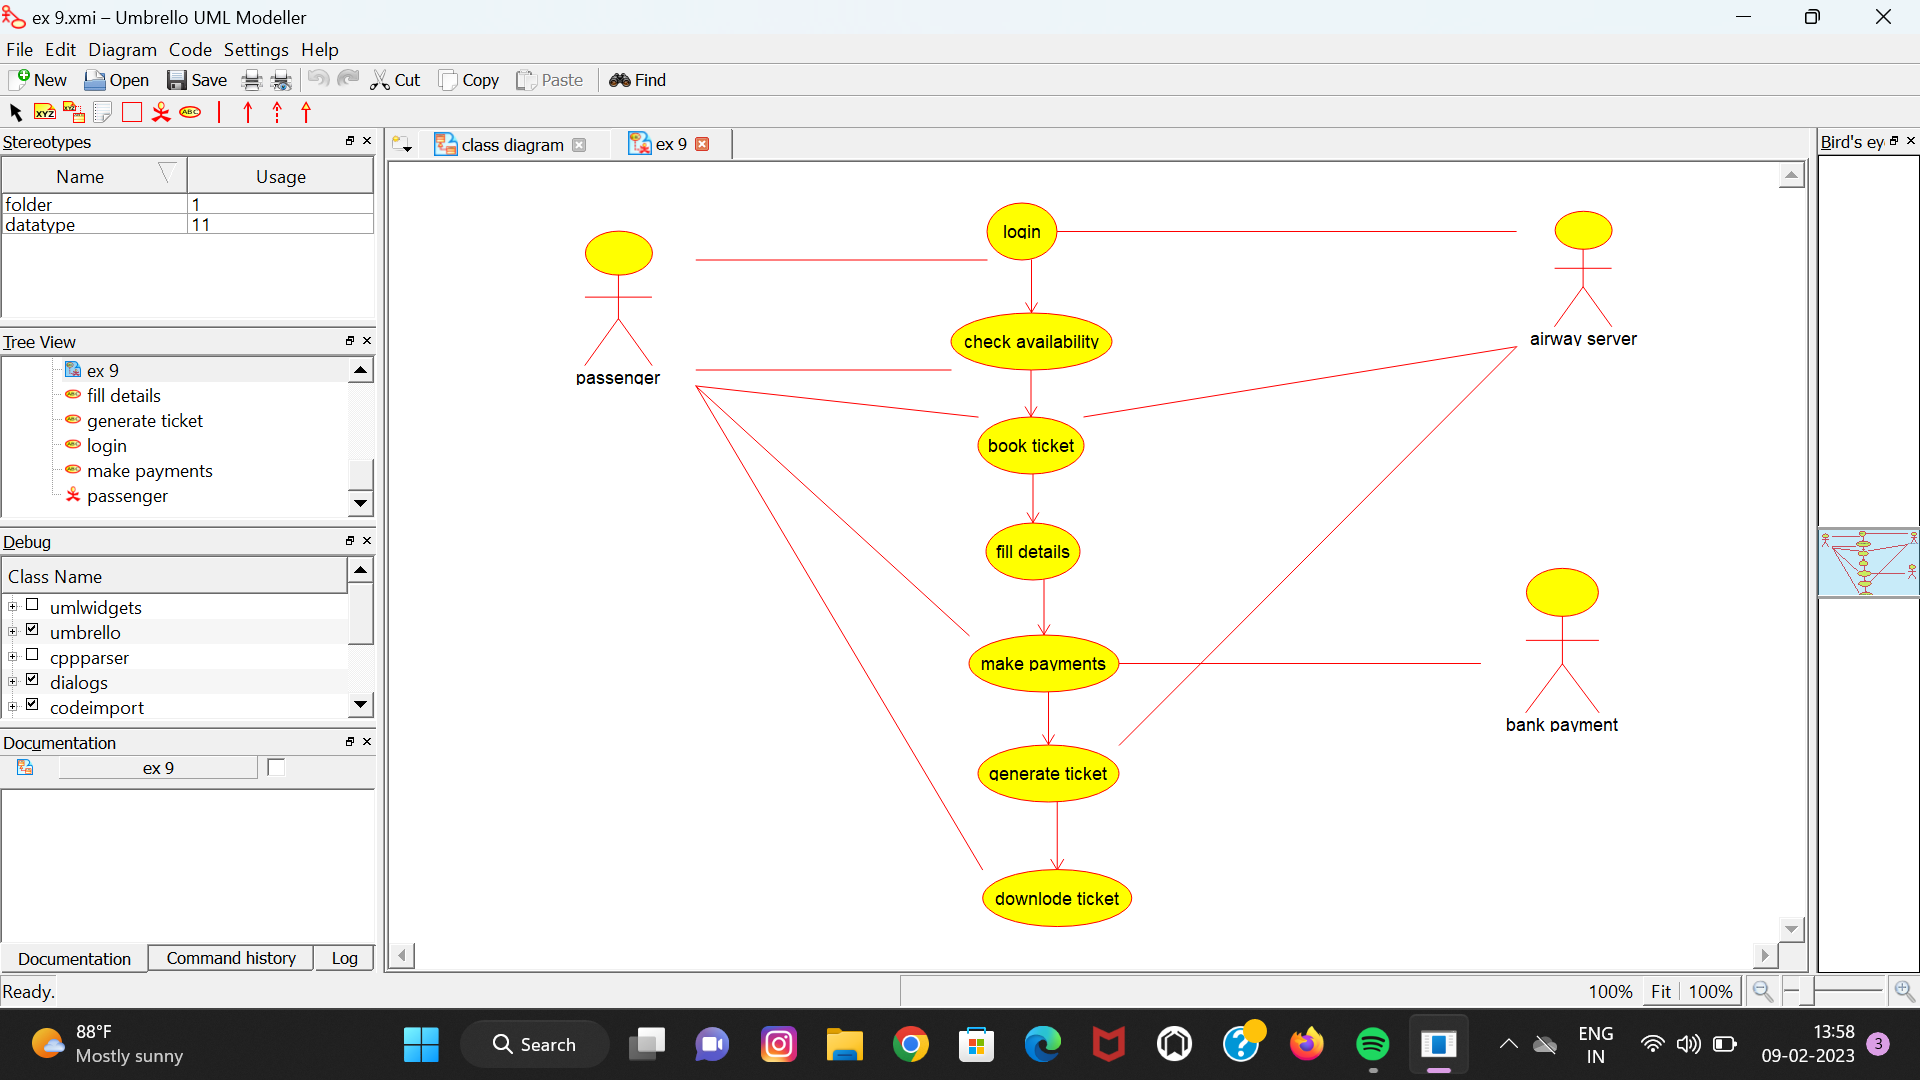 ex 9.xmi – Umbrello UML Modeller
File Edit Diagram Code Settings Help
New Open Save Cut Copy Paste Find
XYZ XYZ ABC
Stereotypes
Name Usage
folder 1
datatype 11
Tree View
ex 9
fill details
generate ticket
login
make payments
passenger
Debug
Class Name
umlwidgets
umbrello
cppparser
dialogs
codeimport
Documentation
ex 9
Documentation Command history Log
class diagram ex 9
login
check availability
book ticket
fill details
make payments
generate ticket
downlode ticket
passenger
airway server
bank payment
Bird's ey
Ready.
100% Fit 100%
88°F
Mostly sunny
Search
ENG
IN
13:58
09-02-2023
3